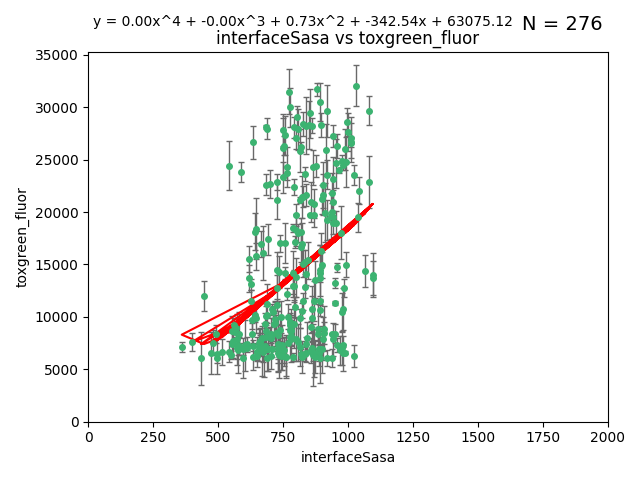 y = 0.00x^4 + -0.00x^3 + 0.73x^2 + -342.54x + 63075.12 N = 276
interfaceSasa vs toxgreen_fluor
35000
30000
25000
20000
15000
10000
5000
0
toxgreen_fluor
0 250 500 750 1000 1250 1500 1750 2000
interfaceSasa